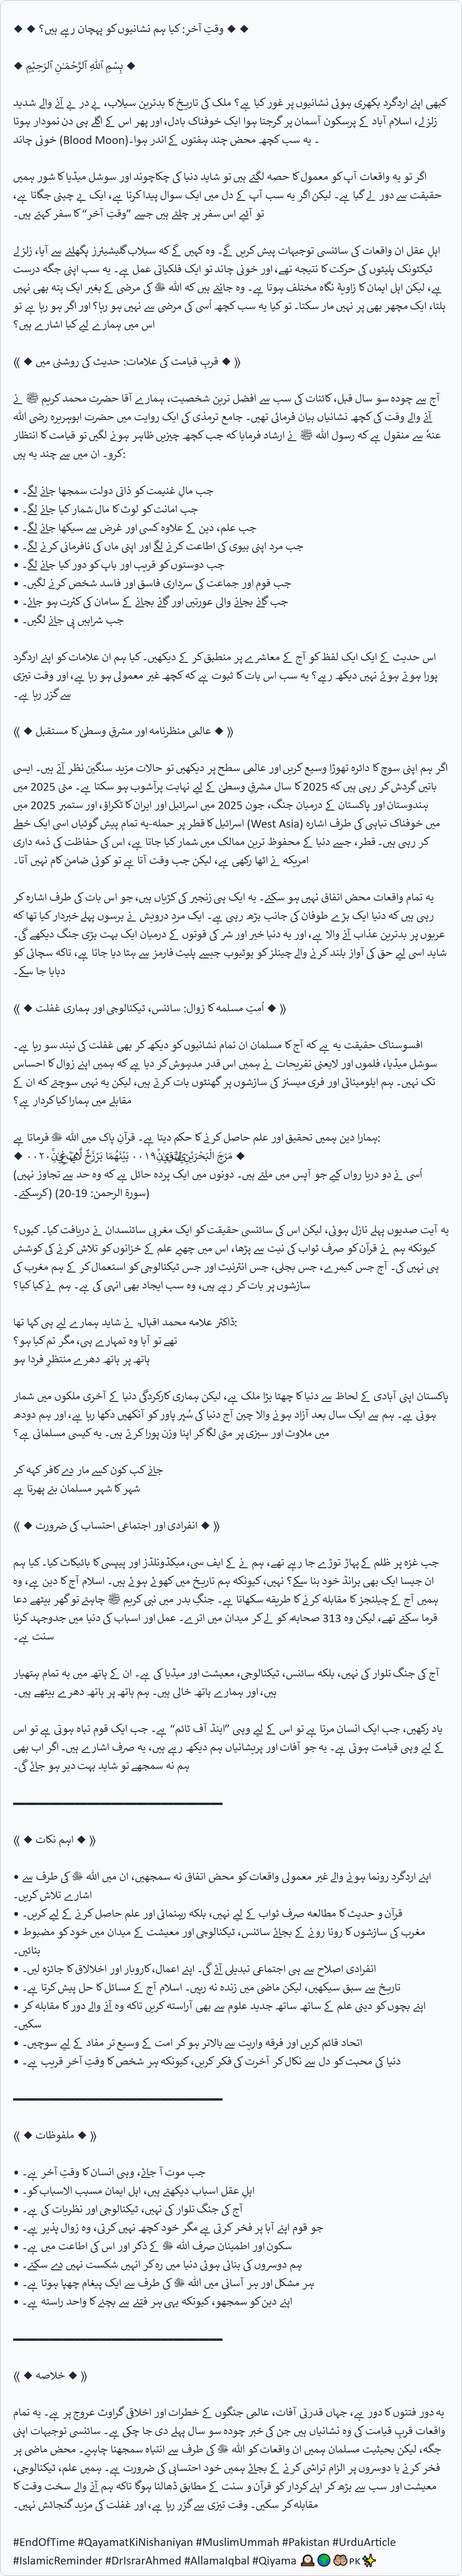 ◆ ◆ وقتِ آخر: کیا ہم نشانیوں کو پہچان رہے ہیں؟ ◆ ◆
◆ بِسْمِ ٱللهِ ٱلرَّحْمَـٰنِ ٱلرَّحِيْمِ ◆
کبھی اپنے اردگرد بکھری ہوئی نشانیوں پر غور کیا ہے؟ ملک کی تاریخ کا بدترین سیلاب، پے در پے آنے والے شدید
زلزلے، اسلام آباد کے پرسکون آسمان پر گرجتا ہوا ایک خوفناک بادل، اور پھر اس کے اگلے ہی دن نمودار ہوتا
خونی چاند (Blood Moon)۔ یہ سب کچھ محض چند ہفتوں کے اندر ہوا۔
اگر تو یہ واقعات آپ کو معمول کا حصہ لگتے ہیں تو شاید دنیا کی چکاچوند اور سوشل میڈیا کا شور ہمیں
حقیقت سے دور لے گیا ہے۔ لیکن اگر یہ سب آپ کے دل میں ایک سوال پیدا کرتا ہے، ایک بے چینی جگاتا ہے،
تو آئیے اس سفر پر چلتے ہیں جسے ”وقتِ آخر“ کا سفر کہتے ہیں۔
اہلِ عقل ان واقعات کی سائنسی توجیہات پیش کریں گے۔ وہ کہیں گے کہ سیلاب گلیشیئرز پگھلنے سے آیا، زلزلے
ٹیکٹونک پلیٹوں کی حرکت کا نتیجہ تھے، اور خونی چاند تو ایک فلکیاتی عمل ہے۔ یہ سب اپنی جگہ درست
ہے، لیکن اہل ایمان کا زاویۂ نگاہ مختلف ہوتا ہے۔ وہ جانتے ہیں کہ اللہ ﷻ کی مرضی کے بغیر ایک پتہ بھی نہیں
ہلتا، ایک مچھر بھی پر نہیں مار سکتا۔ تو کیا یہ سب کچھ اُسی کی مرضی سے نہیں ہو رہا؟ اور اگر ہو رہا ہے تو
اس میں ہمارے لیے کیا اشارے ہیں؟
⟪ ◆ قربِ قیامت کی علامات: حدیث کی روشنی میں ◆ ⟫
آج سے چودہ سو سال قبل، کائنات کی سب سے افضل ترین شخصیت، ہمارے آقا حضرت محمد کریم ﷺ نے
آنے والے وقت کی کچھ نشانیاں بیان فرمائی تھیں۔ جامع ترمذی کی ایک روایت میں حضرت ابوہریرہ رضی اللہ
عنہٗ سے منقول ہے کہ رسول اللہ ﷺ نے ارشاد فرمایا کہ جب کچھ چیزیں ظاہر ہونے لگیں تو قیامت کا انتظار
کرو۔ ان میں سے چند یہ ہیں:
• جب مالِ غنیمت کو ذاتی دولت سمجھا جانے لگے۔
• جب امانت کو لوٹ کا مال شمار کیا جانے لگے۔
• جب علم، دین کے علاوہ کسی اور غرض سے سیکھا جانے لگے۔
• جب مرد اپنی بیوی کی اطاعت کرنے لگے اور اپنی ماں کی نافرمانی کرنے لگے۔
• جب دوستوں کو قریب اور باپ کو دور کیا جانے لگے۔
• جب قوم اور جماعت کی سرداری فاسق اور فاسد شخص کرنے لگیں۔
• جب گانے بجانے والی عورتیں اور گانے بجانے کے سامان کی کثرت ہو جائے۔
• جب شرابیں پی جانے لگیں۔
اس حدیث کے ایک ایک لفظ کو آج کے معاشرے پر منطبق کر کے دیکھیں۔ کیا ہم ان علامات کو اپنے اردگرد
پورا ہوتے ہوئے نہیں دیکھ رہے؟ یہ سب اس بات کا ثبوت ہے کہ کچھ غیر معمولی ہو رہا ہے، اور وقت تیزی
سے گزر رہا ہے۔
⟪ ◆ عالمی منظرنامہ اور مشرقِ وسطیٰ کا مستقبل ◆ ⟫
اگر ہم اپنی سوچ کا دائرہ تھوڑا وسیع کریں اور عالمی سطح پر دیکھیں تو حالات مزید سنگین نظر آتے ہیں۔ ایسی
باتیں گردش کر رہی ہیں کہ 2025 کا سال مشرقِ وسطیٰ کے لیے نہایت پرآشوب ہو سکتا ہے۔ مئی 2025 میں
ہندوستان اور پاکستان کے درمیان جنگ، جون 2025 میں اسرائیل اور ایران کا ٹکراؤ، اور ستمبر 2025 میں
اسرائیل کا قطر پر حملہ-یہ تمام پیش گوئیاں اسی ایک خطے (West Asia) میں خوفناک تباہی کی طرف اشارہ
کر رہی ہیں۔ قطر، جسے دنیا کے محفوظ ترین ممالک میں شمار کیا جاتا ہے، اس کی حفاظت کی ذمہ داری
امریکہ نے اٹھا رکھی ہے، لیکن جب وقت آتا ہے تو کوئی ضامن کام نہیں آتا۔
یہ تمام واقعات محض اتفاق نہیں ہو سکتے۔ یہ ایک ہی زنجیر کی کڑیاں ہیں، جو اس بات کی طرف اشارہ کر
رہی ہیں کہ دنیا ایک بڑے طوفان کی جانب بڑھ رہی ہے۔ ایک مردِ درویش نے برسوں پہلے خبردار کیا تھا کہ
عربوں پر بدترین عذاب آنے والا ہے، اور یہ دنیا خیر اور شر کی قوتوں کے درمیان ایک بہت بڑی جنگ دیکھے گی۔
شاید اسی لیے حق کی آواز بلند کرنے والے چینلز کو یوٹیوب جیسے پلیٹ فارمز سے ہٹا دیا جاتا ہے، تاکہ سچائی کو
دبایا جا سکے۔
⟪ ◆ اُمتِ مسلمہ کا زوال: سائنس، ٹیکنالوجی اور ہماری غفلت ◆ ⟫
افسوسناک حقیقت یہ ہے کہ آج کا مسلمان ان تمام نشانیوں کو دیکھ کر بھی غفلت کی نیند سو رہا ہے۔
سوشل میڈیا، فلموں اور لایعنی تفریحات نے ہمیں اس قدر مدہوش کر دیا ہے کہ ہمیں اپنے زوال کا احساس
تک نہیں۔ ہم ایلومیناٹی اور فری میسنز کی سازشوں پر گھنٹوں بات کرتے ہیں، لیکن یہ نہیں سوچتے کہ ان کے
مقابلے میں ہمارا کیا کردار ہے؟
ہمارا دین ہمیں تحقیق اور علم حاصل کرنے کا حکم دیتا ہے۔ قرآنِ پاک میں اللہ ﷻ فرماتا ہے:
◆ مَرَجَ الْبَحْرَيْنِ يَلْتَقِيٰنِۙ ۰۰۱۹ بَيْنَهُمَا بَرْزَخٌ لَّا يَبْغِيٰنِۚ ۰۰۲۰ ◆
(اُسی نے دو دریا رواں کیے جو آپس میں ملتے ہیں۔ دونوں میں ایک پردہ حائل ہے کہ وہ حد سے تجاوز نہیں
کرسکتے۔) (سورۃ الرحمن: 19-20)
یہ آیت صدیوں پہلے نازل ہوئی، لیکن اس کی سائنسی حقیقت کو ایک مغربی سائنسدان نے دریافت کیا۔ کیوں؟
کیونکہ ہم نے قرآن کو صرف ثواب کی نیت سے پڑھا، اس میں چھپے علم کے خزانوں کو تلاش کرنے کی کوشش
ہی نہیں کی۔ آج جس کیمرے، جس بجلی، جس انٹرنیٹ اور جس ٹیکنالوجی کو استعمال کر کے ہم مغرب کی
سازشوں پر بات کر رہے ہیں، وہ سب ایجاد بھی انہی کی ہے۔ ہم نے کیا کیا؟
ڈاکٹر علامہ محمد اقبالؒ نے شاید ہمارے لیے ہی کہا تھا:
تھے تو آبا وہ تمہارے ہی، مگر تم کیا ہو؟
ہاتھ پر ہاتھ دھرے منتظرِ فردا ہو
پاکستان اپنی آبادی کے لحاظ سے دنیا کا چھٹا بڑا ملک ہے، لیکن ہماری کارکردگی دنیا کے آخری ملکوں میں شمار
ہوتی ہے۔ ہم سے ایک سال بعد آزاد ہونے والا چین آج دنیا کی سُپر پاور کو آنکھیں دکھا رہا ہے، اور ہم دودھ
میں ملاوٹ اور سبزی پر مٹی لگا کر اپنا وزن پورا کرتے ہیں۔ یہ کیسی مسلمانی ہے؟
جانے کب کون کسے مار دے کافر کہہ کر
شہر کا شہر مسلمان بنے پھرتا ہے
⟪ ◆ انفرادی اور اجتماعی احتساب کی ضرورت ◆ ⟫
جب غزہ پر ظلم کے پہاڑ توڑے جا رہے تھے، ہم نے کے ایف سی، میکڈونلڈز اور پیپسی کا بائیکاٹ کیا۔ کیا ہم
ان جیسا ایک بھی برانڈ خود بنا سکے؟ نہیں، کیونکہ ہم تاریخ میں کھوئے ہوئے ہیں۔ اسلام آج کا دین ہے، وہ
ہمیں آج کے چیلنجز کا مقابلہ کرنے کا طریقہ سکھاتا ہے۔ جنگِ بدر میں نبی کریم ﷺ چاہتے تو گھر بیٹھے دعا
فرما سکتے تھے، لیکن وہ 313 صحابہؓ کو لے کر میدان میں اترے۔ عمل اور اسباب کی دنیا میں جدوجہد کرنا
سنت ہے۔
آج کی جنگ تلوار کی نہیں، بلکہ سائنس، ٹیکنالوجی، معیشت اور میڈیا کی ہے۔ ان کے ہاتھ میں یہ تمام ہتھیار
ہیں، اور ہمارے ہاتھ خالی ہیں۔ ہم ہاتھ پر ہاتھ دھرے بیٹھے ہیں۔
یاد رکھیں، جب ایک انسان مرتا ہے تو اس کے لیے وہی ”اینڈ آف ٹائم“ ہے۔ جب ایک قوم تباہ ہوتی ہے تو اس
کے لیے وہی قیامت ہوتی ہے۔ یہ جو آفات اور پریشانیاں ہم دیکھ رہے ہیں، یہ صرف اشارے ہیں۔ اگر اب بھی
ہم نہ سمجھے تو شاید بہت دیر ہو جائے گی۔
⟪ ◆ اہم نکات ◆ ⟫
• اپنے اردگرد رونما ہونے والے غیر معمولی واقعات کو محض اتفاق نہ سمجھیں، ان میں اللہ ﷻ کی طرف سے
اشارے تلاش کریں۔
• قرآن و حدیث کا مطالعہ صرف ثواب کے لیے نہیں، بلکہ رہنمائی اور علم حاصل کرنے کے لیے کریں۔
• مغرب کی سازشوں کا رونا رونے کے بجائے سائنس، ٹیکنالوجی اور معیشت کے میدان میں خود کو مضبوط
بنائیں۔
• انفرادی اصلاح سے ہی اجتماعی تبدیلی آئے گی۔ اپنے اعمال، کاروبار اور اخلاق کا جائزہ لیں۔
• تاریخ سے سبق سیکھیں، لیکن ماضی میں زندہ نہ رہیں۔ اسلام آج کے مسائل کا حل پیش کرتا ہے۔
• اپنے بچوں کو دینی علم کے ساتھ ساتھ جدید علوم سے بھی آراستہ کریں تاکہ وہ آنے والے دور کا مقابلہ کر
سکیں۔
• اتحاد قائم کریں اور فرقہ واریت سے بالاتر ہو کر امت کے وسیع تر مفاد کے لیے سوچیں۔
• دنیا کی محبت کو دل سے نکال کر آخرت کی فکر کریں، کیونکہ ہر شخص کا وقتِ آخر قریب ہے۔
⟪ ◆ ملفوظات ◆ ⟫
• جب موت آ جائے، وہی انسان کا وقتِ آخر ہے۔
• اہلِ عقل اسباب دیکھتے ہیں، اہل ایمان مسبب الاسباب کو۔
• آج کی جنگ تلوار کی نہیں، ٹیکنالوجی اور نظریات کی ہے۔
• جو قوم اپنے آبا پر فخر کرتی ہے مگر خود کچھ نہیں کرتی، وہ زوال پذیر ہے۔
• سکون اور اطمینان صرف اللہ ﷻ کے ذکر اور اس کی اطاعت میں ہے۔
• ہم دوسروں کی بنائی ہوئی دنیا میں رہ کر انہیں شکست نہیں دے سکتے۔
• ہر مشکل اور ہر آسانی میں اللہ ﷻ کی طرف سے ایک پیغام چھپا ہوتا ہے۔
• اپنے دین کو سمجھو، کیونکہ یہی ہر فتنے سے بچنے کا واحد راستہ ہے۔
⟪ ◆ خلاصہ ◆ ⟫
یہ دور فتنوں کا دور ہے، جہاں قدرتی آفات، عالمی جنگوں کے خطرات اور اخلاقی گراوٹ عروج پر ہے۔ یہ تمام
واقعات قربِ قیامت کی وہ نشانیاں ہیں جن کی خبر چودہ سو سال پہلے دی جا چکی ہے۔ سائنسی توجیہات اپنی
جگہ، لیکن بحیثیت مسلمان ہمیں ان واقعات کو اللہ ﷻ کی طرف سے انتباہ سمجھنا چاہیے۔ محض ماضی پر
فخر کرنے یا دوسروں پر الزام تراشی کرنے کے بجائے ہمیں خود احتسابی کی ضرورت ہے۔ ہمیں علم، ٹیکنالوجی،
معیشت اور سب سے بڑھ کر اپنے کردار کو قرآن و سنت کے مطابق ڈھالنا ہوگا تاکہ ہم آنے والے سخت وقت کا
مقابلہ کر سکیں۔ وقت تیزی سے گزر رہا ہے، اور غفلت کی مزید گنجائش نہیں۔
#EndOfTime #QayamatKiNishaniyan #MuslimUmmah #Pakistan #UrduArticle
#IslamicReminder #DrIsrarAhmed #AllamaIqbal #Qiyama 🕰️🌍🤲🇵🇰✨